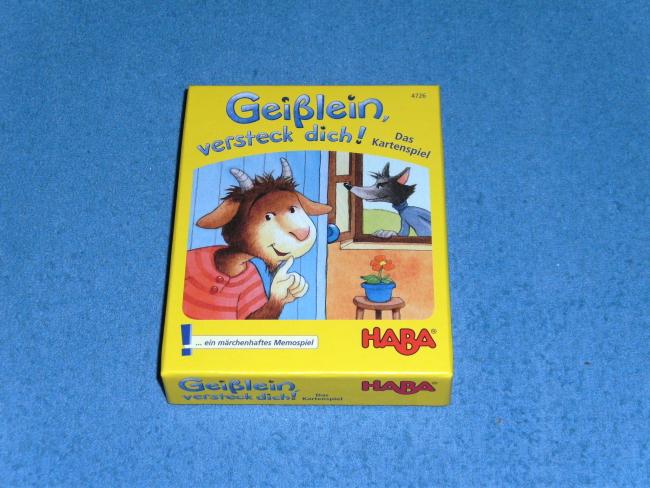 4726
Geißlein,
versteck dich!
Das
Kartenspiel
! ... ein märchenhaftes Memospiel
HABA®
Geißlein,
versteck dich!
Das
Kartenspiel
HABA®